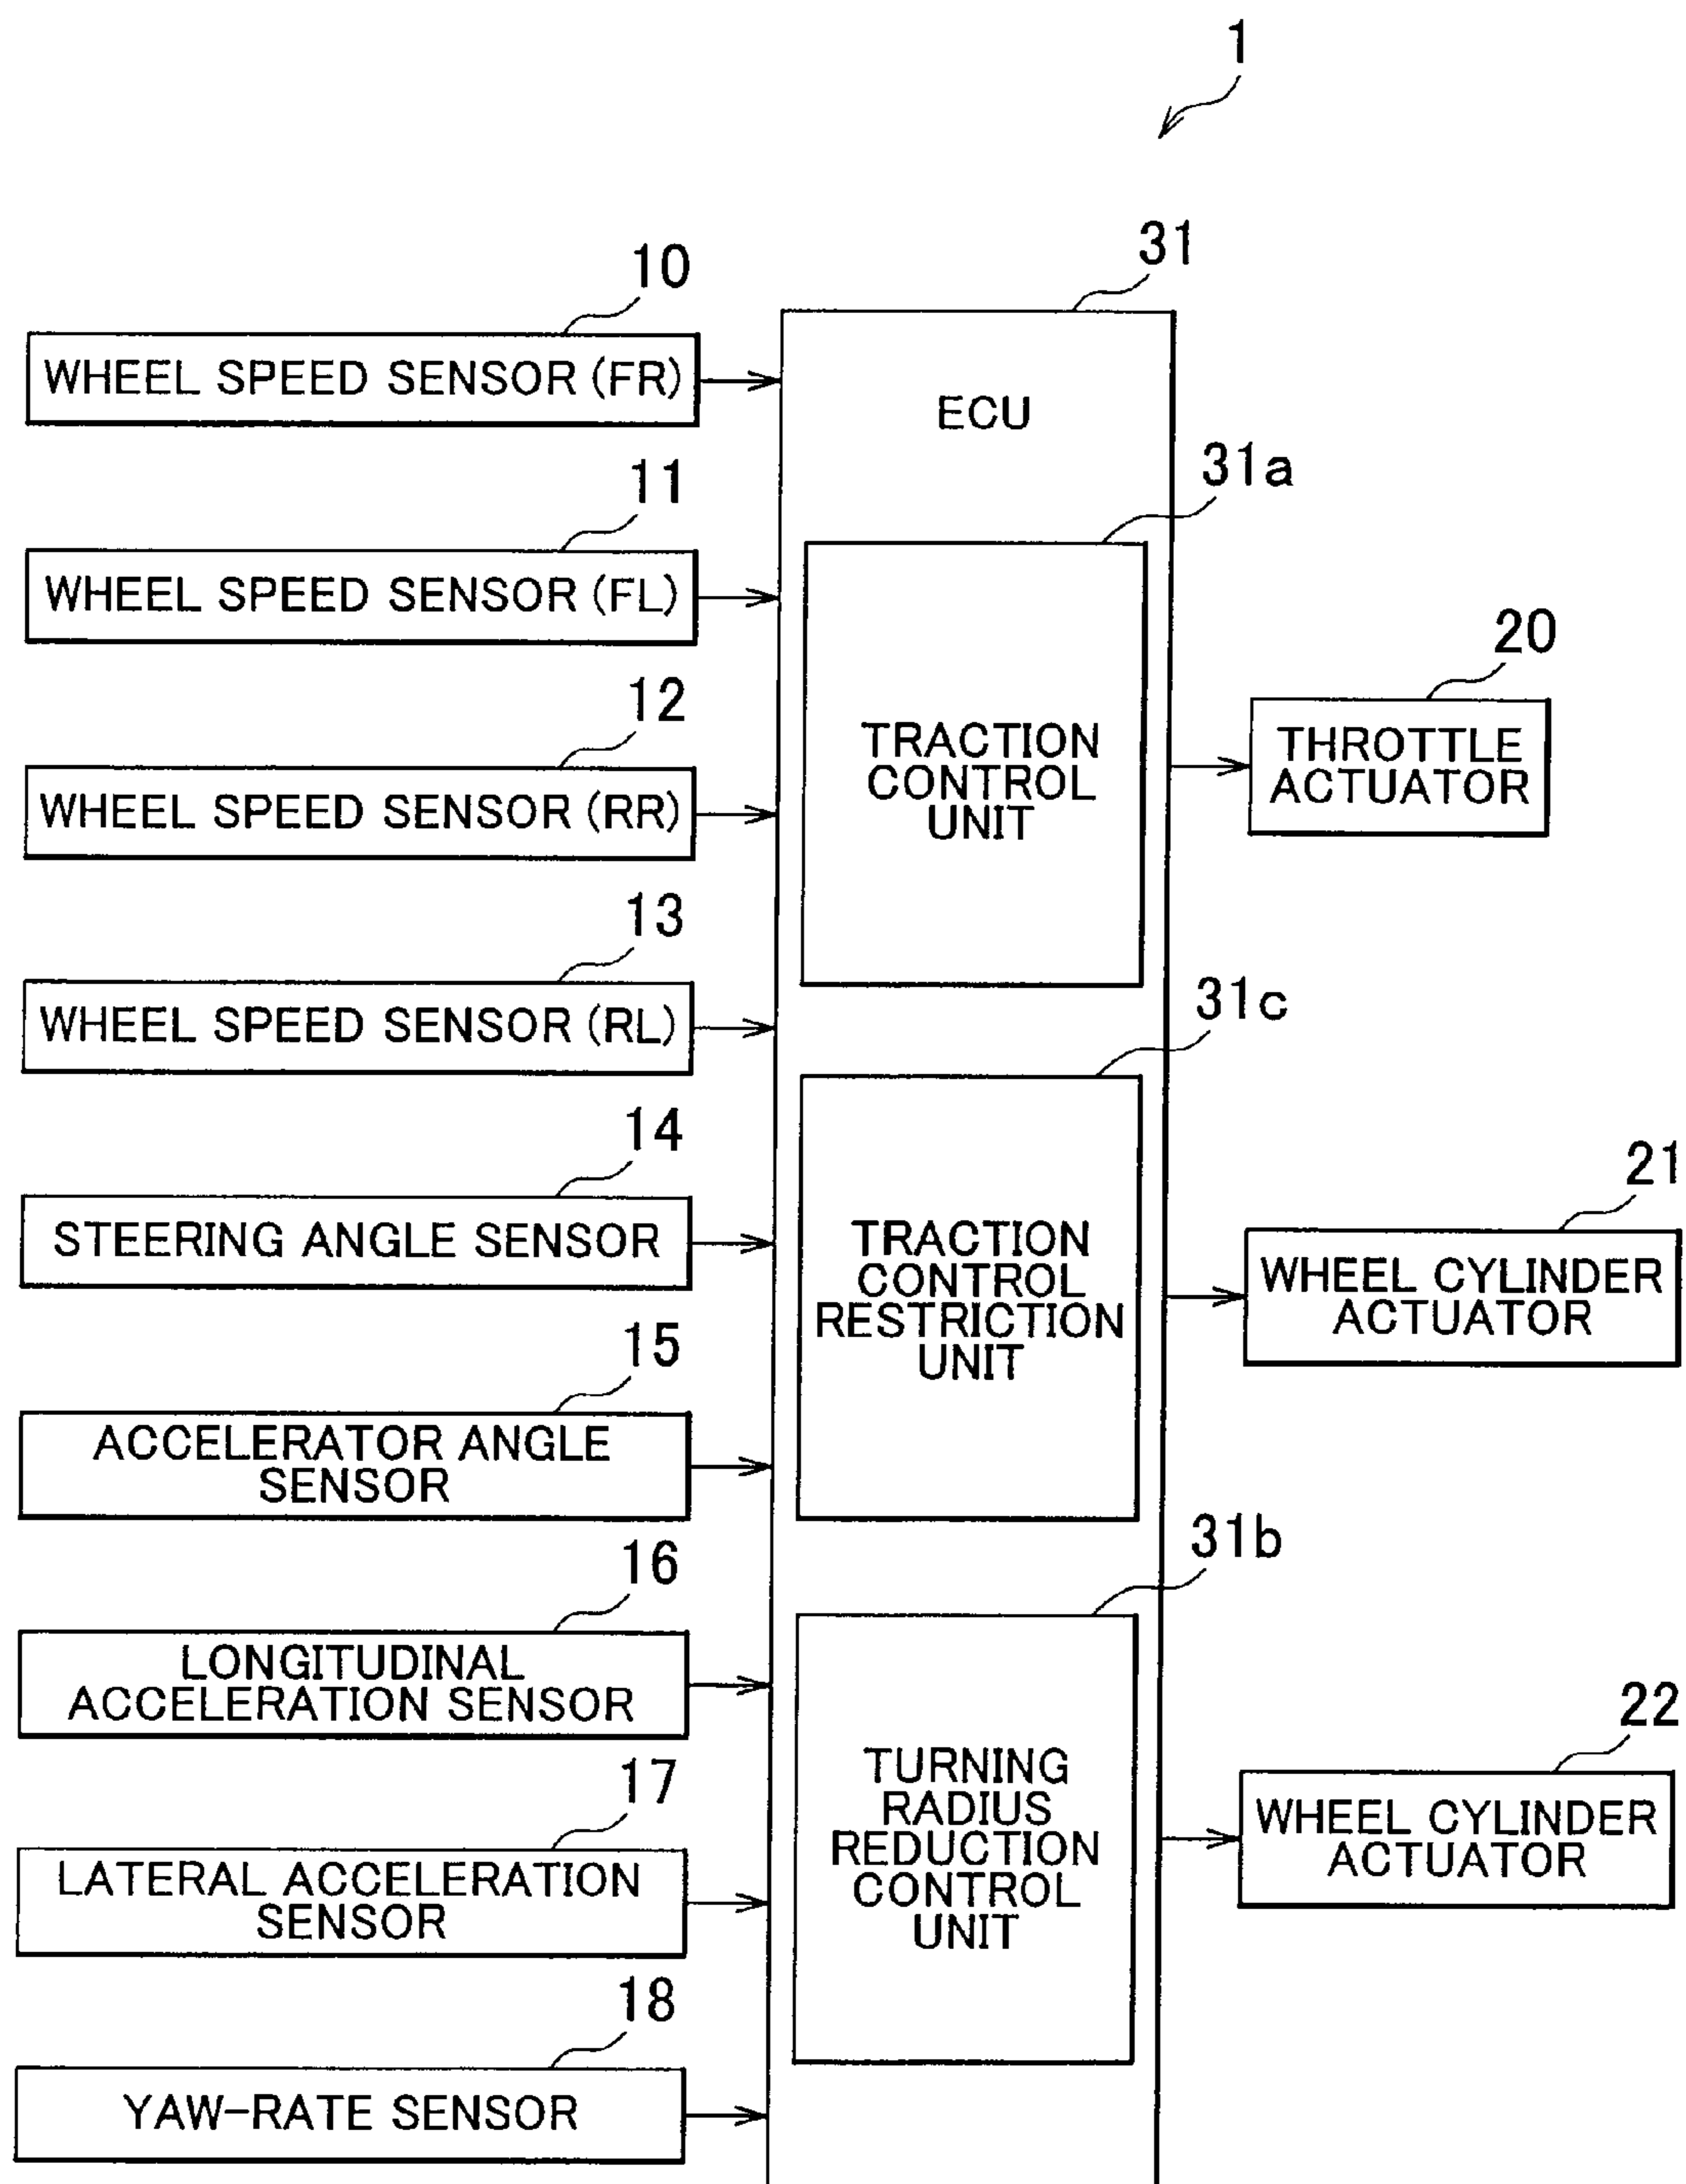 1
31
10
WHEEL SPEED SENSOR (FR)
ECU
11
WHEEL SPEED SENSOR (FL)
12
WHEEL SPEED SENSOR (RR)
13
WHEEL SPEED SENSOR (RL)
14
STEERING ANGLE SENSOR
15
ACCELERATOR ANGLE
SENSOR
16
LONGITUDINAL
ACCELERATION SENSOR
17
LATERAL ACCELERATION
SENSOR
18
YAW-RATE SENSOR
31a
TRACTION
CONTROL
UNIT
31c
TRACTION
CONTROL
RESTRICTION
UNIT
31b
TURNING
RADIUS
REDUCTION
CONTROL
UNIT
20
THROTTLE
ACTUATOR
21
WHEEL CYLINDER
ACTUATOR
22
WHEEL CYLINDER
ACTUATOR